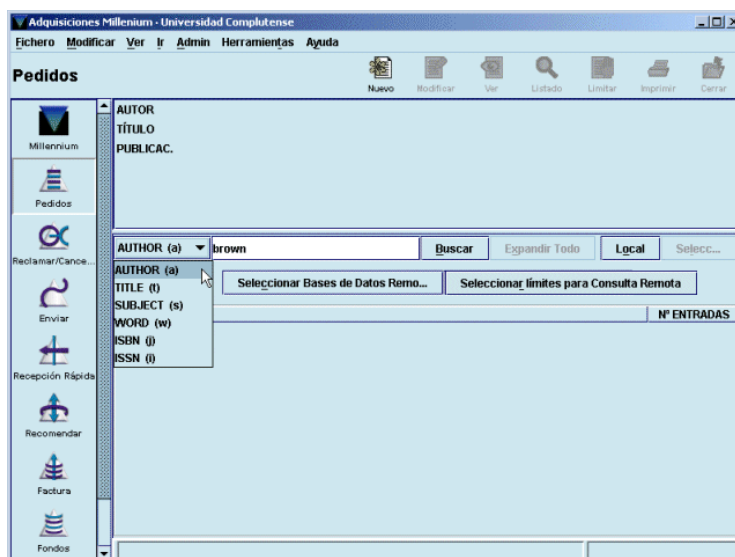 Adquisiciones Millenium - Universidad Complutense
Fichero Modificar Ver Ir Admin Herramientas Ayuda
Pedidos
Nuevo Modificar Ver Listado Limitar Imprimir Cerrar
Millennium
Pedidos
Reclamar/Cance...
Enviar
Recepción Rápida
Recomendar
Factura
Fondos
AUTOR
TÍTULO
PUBLICAC.
AUTHOR (a) brown Buscar Expandir Todo Local Selecc...
AUTHOR (a)
TITLE (t)
SUBJECT (s)
WORD (w)
ISBN (j)
ISSN (i)
Seleccionar Bases de Datos Remo... Seleccionar límites para Consulta Remota
Nº ENTRADAS